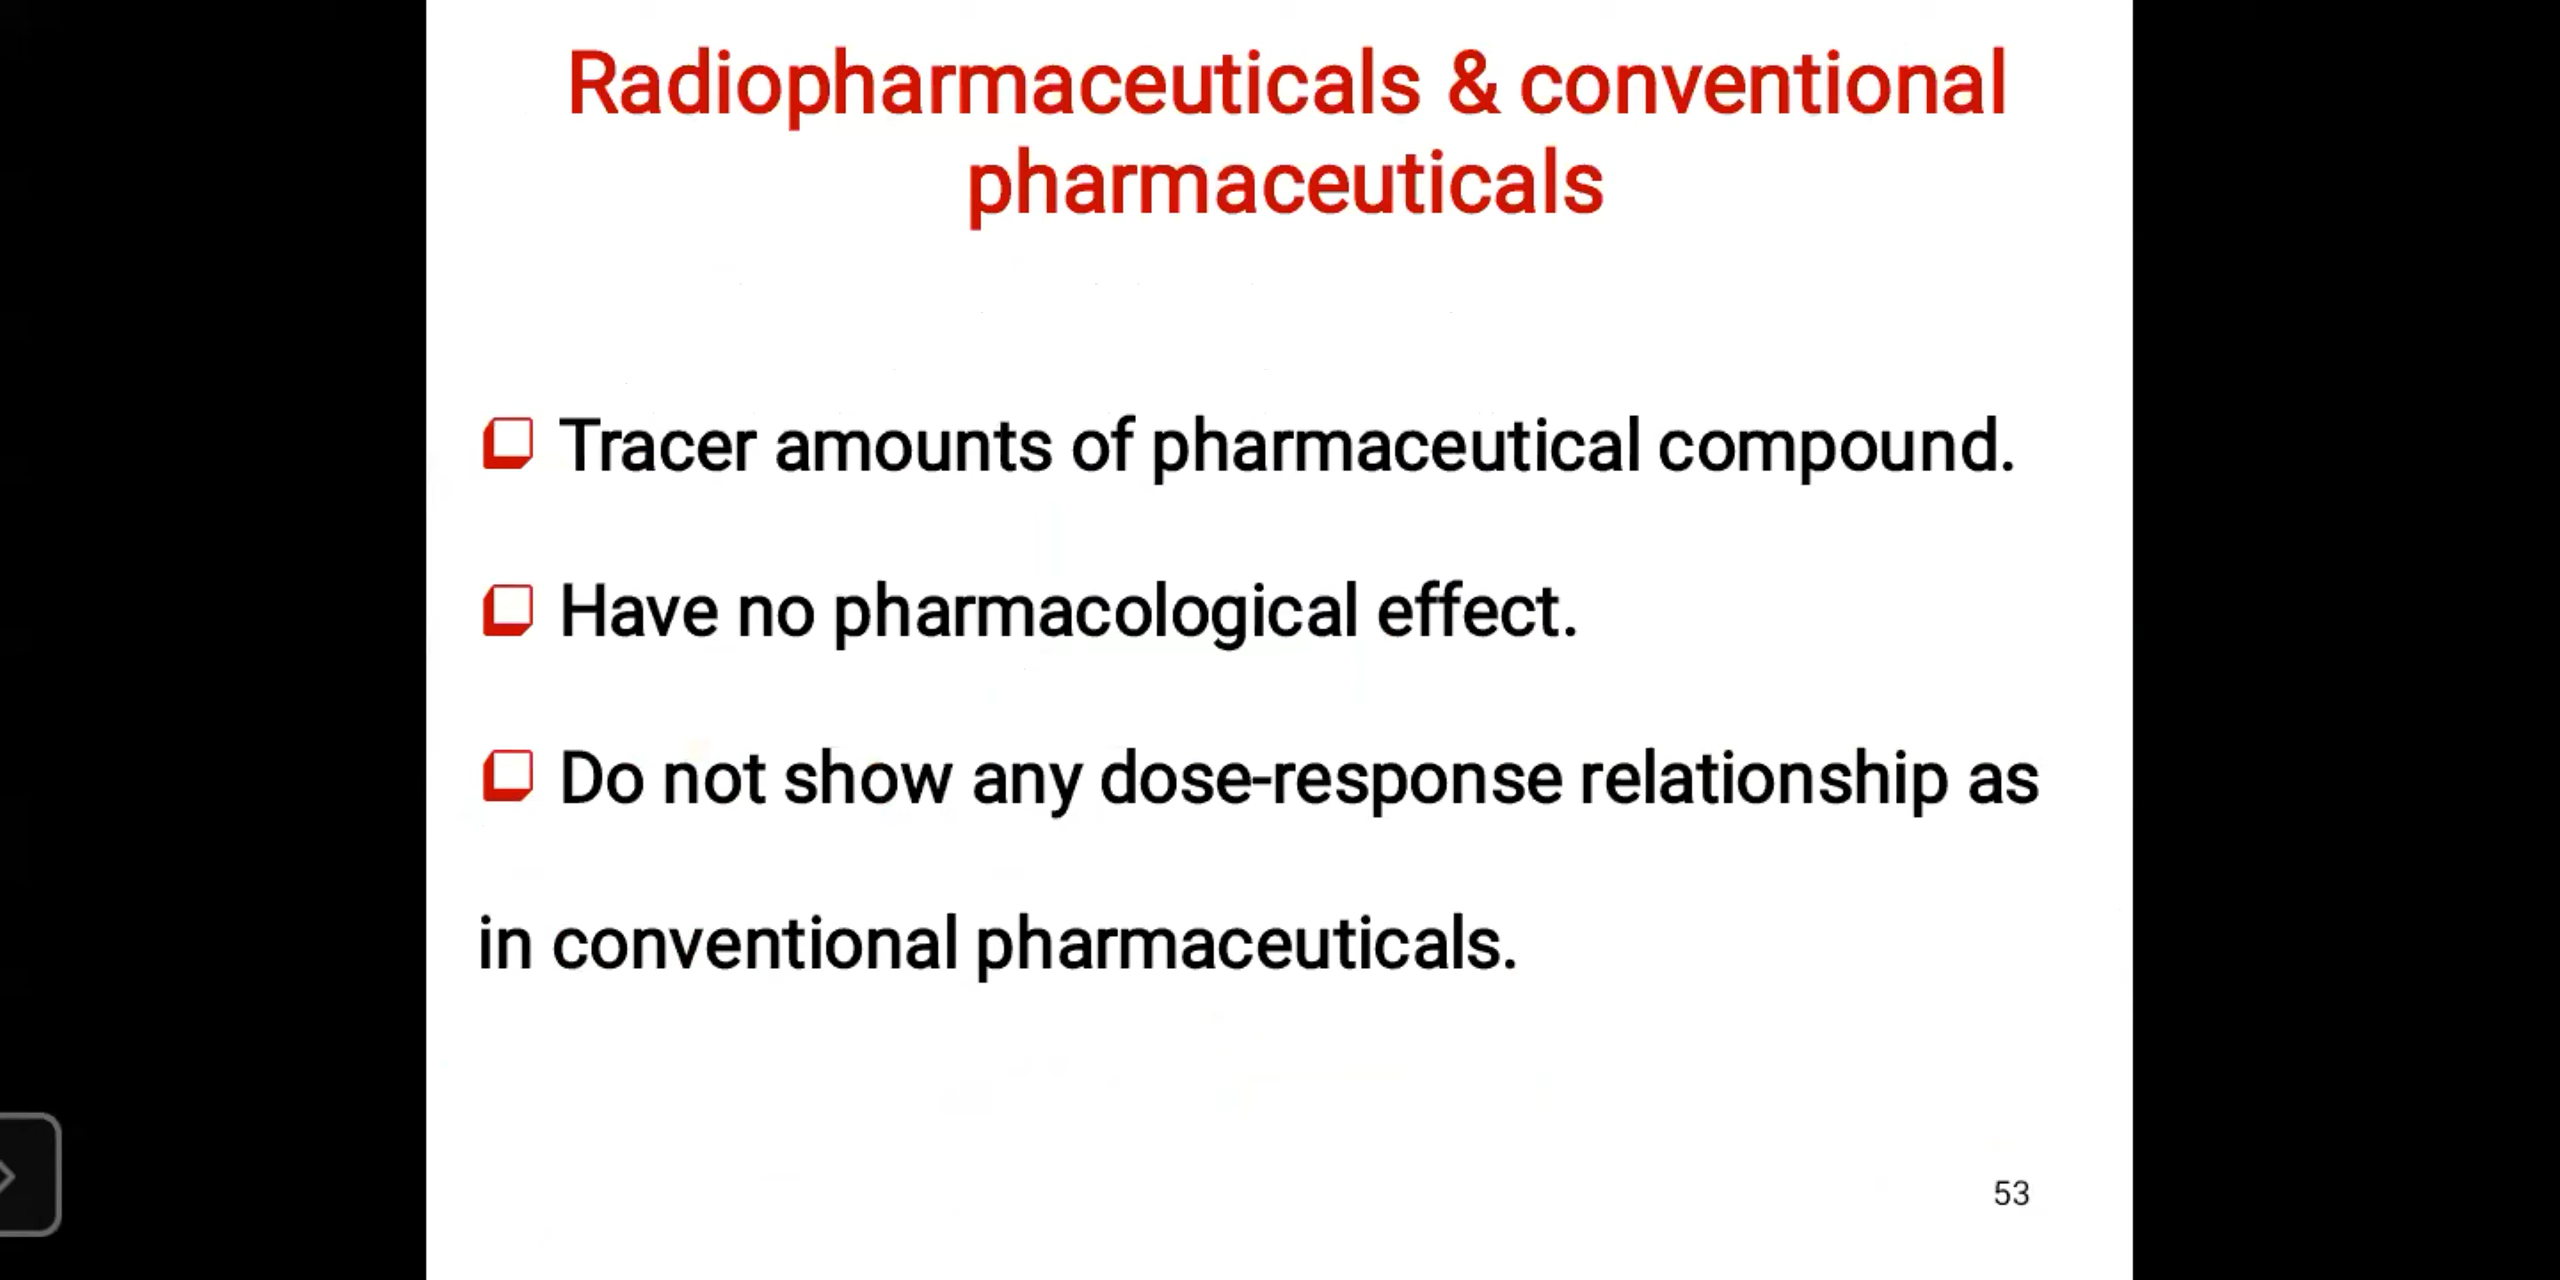 Radiopharmaceuticals & conventional
pharmaceuticals
Tracer amounts of pharmaceutical compound.
Have no pharmacological effect.
Do not show any dose-response relationship as
in conventional pharmaceuticals.
53